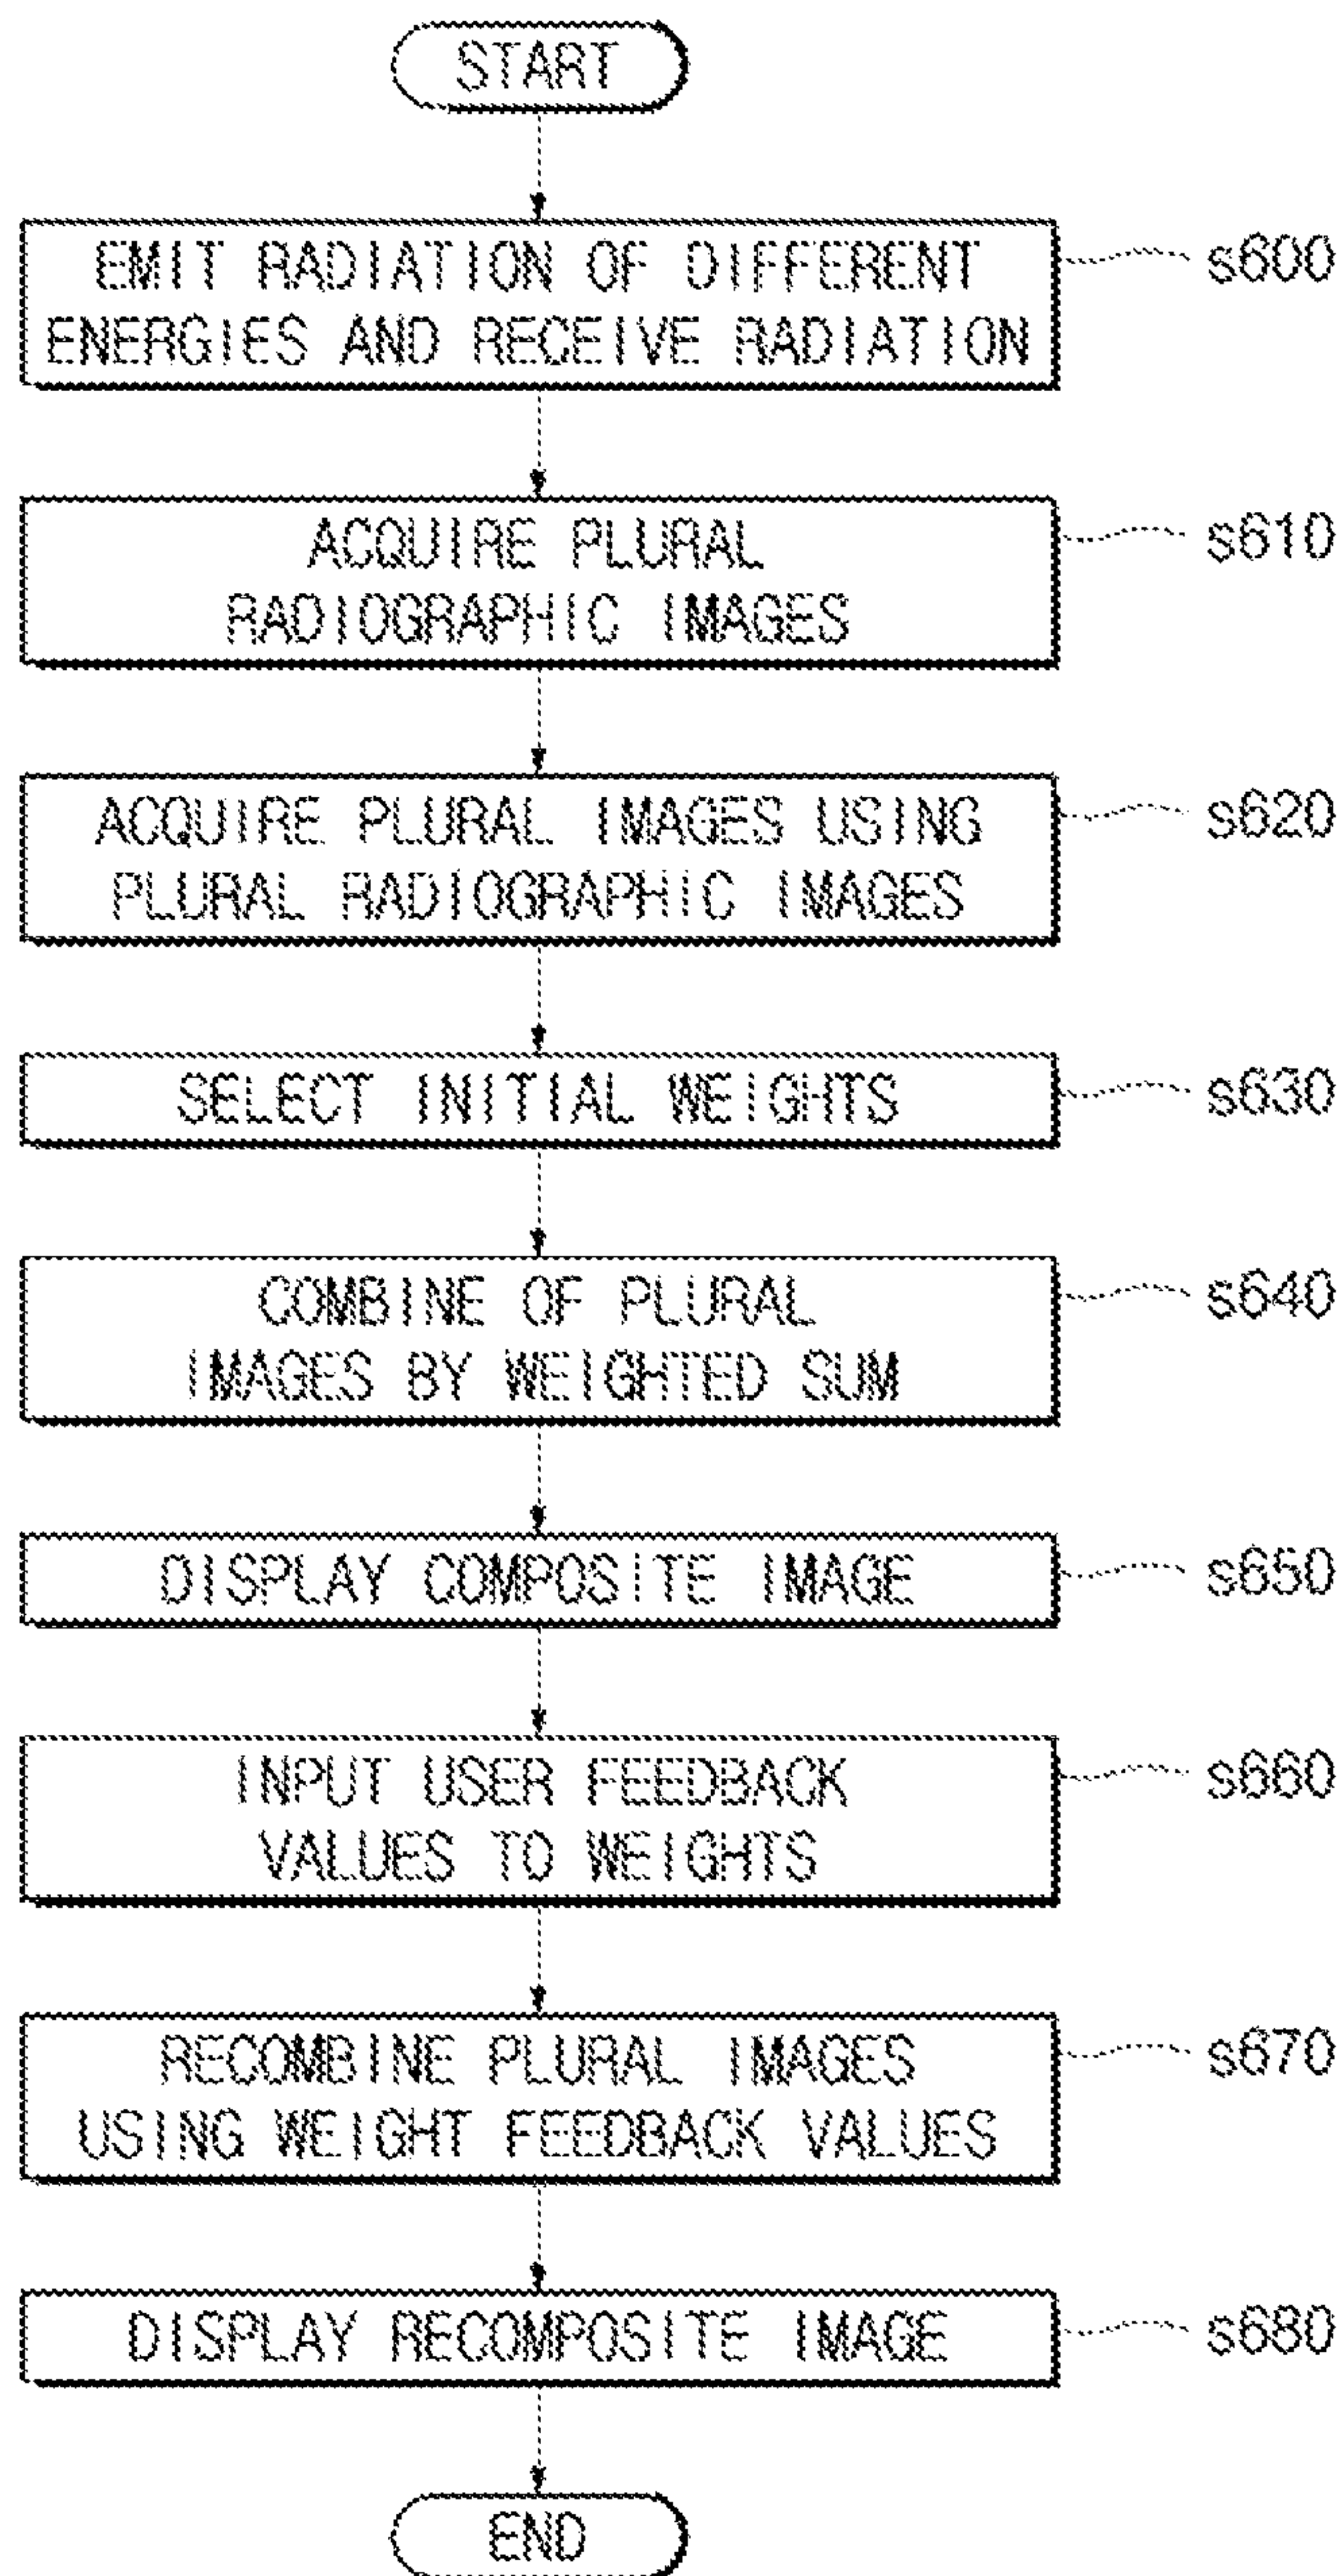 START
EMIT RADIATION OF DIFFERENT
ENERGIES AND RECEIVE RADIATION
s600
ACQUIRE PLURAL
RADIOGRAPHIC IMAGES
s610
ACQUIRE PLURAL IMAGES USING
PLURAL RADIOGRAPHIC IMAGES
s620
SELECT INITIAL WEIGHTS
s630
COMBINE OF PLURAL
IMAGES BY WEIGHTED SUM
s640
DISPLAY COMPOSITE IMAGE
s650
INPUT USER FEEDBACK
VALUES TO WEIGHTS
s660
RECOMBINE PLURAL IMAGES
USING WEIGHT FEEDBACK VALUES
s670
DISPLAY RECOMPOSITE IMAGE
s680
END